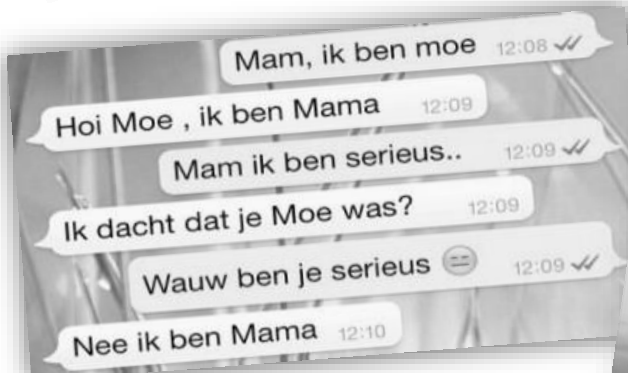 Mam, ik ben moe 12:08
Hoi Moe , ik ben Mama 12:09
Mam ik ben serieus.. 12:09
Ik dacht dat je Moe was? 12:09
Wauw ben je serieus 😑 12:09
Nee ik ben Mama 12:10